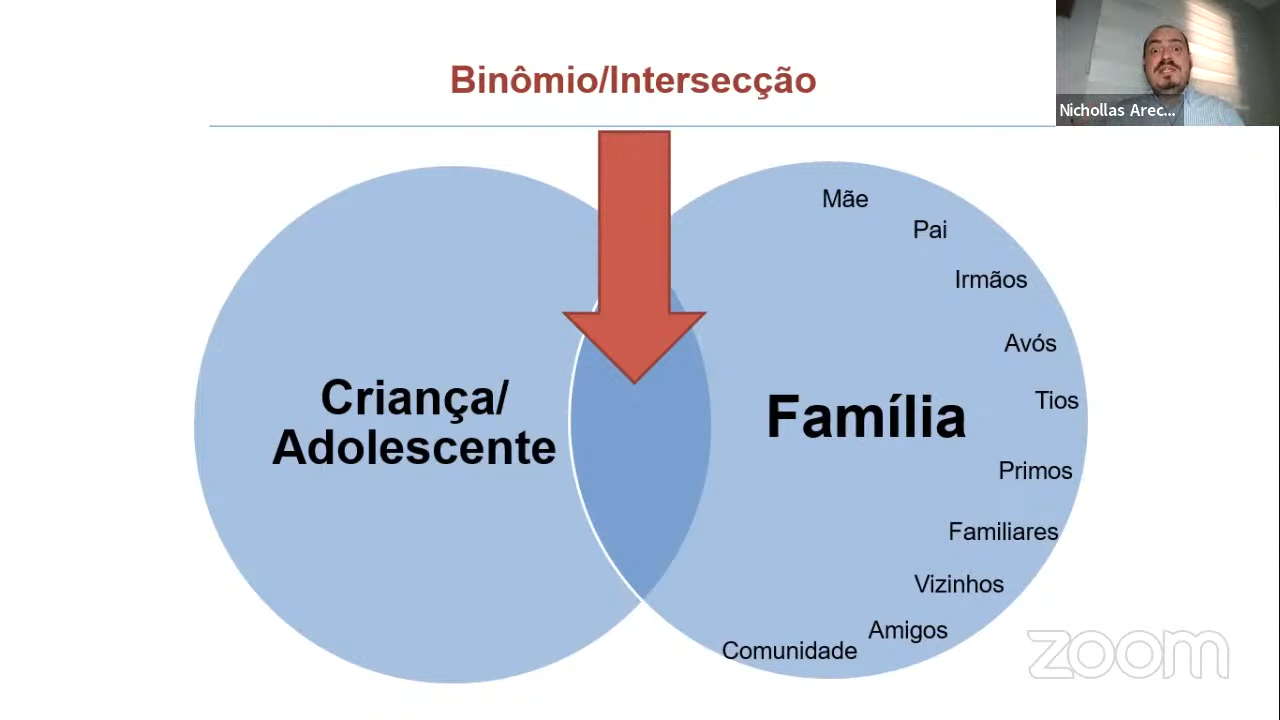 Binômio/Intersecção
Nichollas Arec...
Mãe
Pai
Irmãos
Avós
Criança/
Adolescente
Família
Tios
Primos
Familiares
Vizinhos
Amigos
Comunidade
zoom